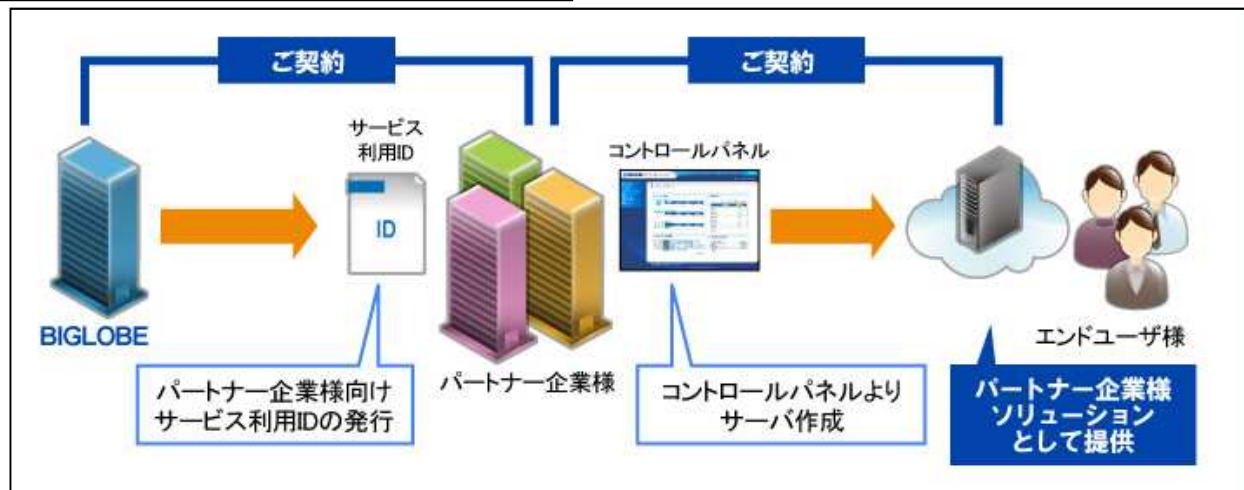 ご契約
ご契約
サービス
利用ID
ID
コントロールパネル
BIGLOBE
パートナー企業様
エンドユーザ様
パートナー企業様向け
サービス利用IDの発行
コントロールパネルより
サーバ作成
パートナー企業様
ソリューション
として提供